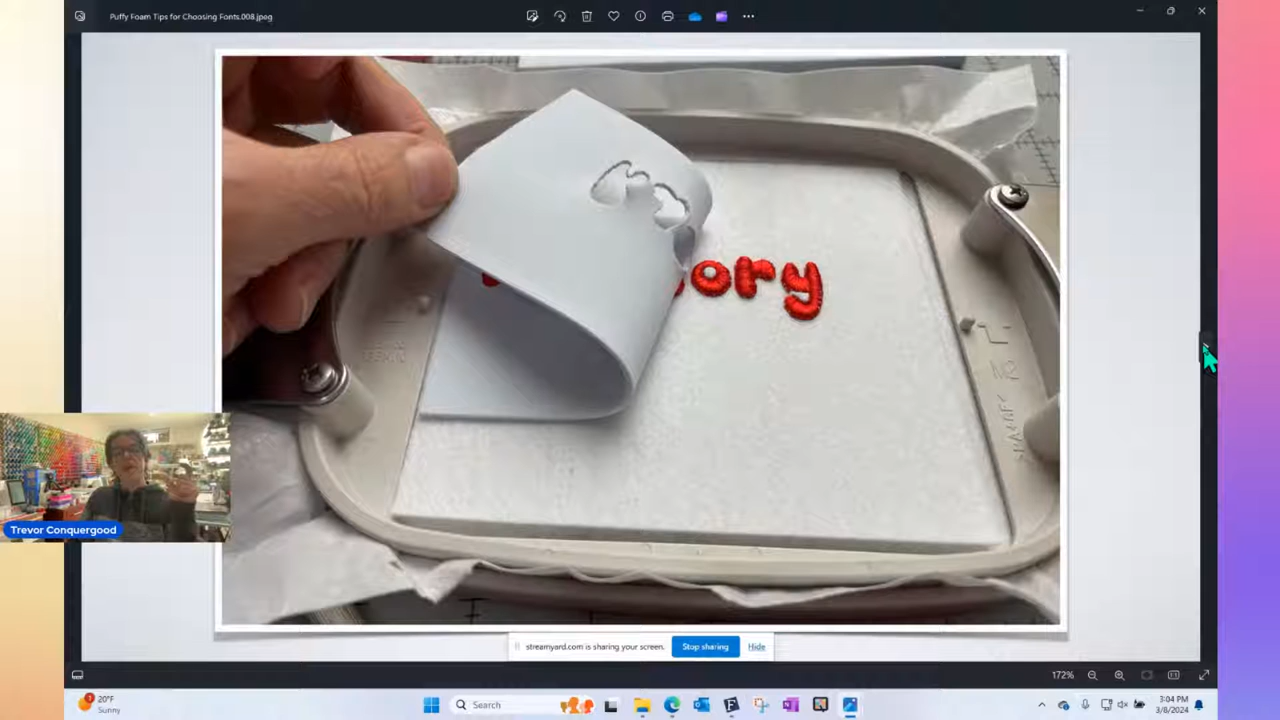 Puffy Foam Tips for Choosing Fonts.008.jpeg
ory
Trevor Conquergood
streamyard.com is sharing your screen.
Stop sharing
Hide
172%
20°F
Sunny
Search
3:04 PM
3/8/2024